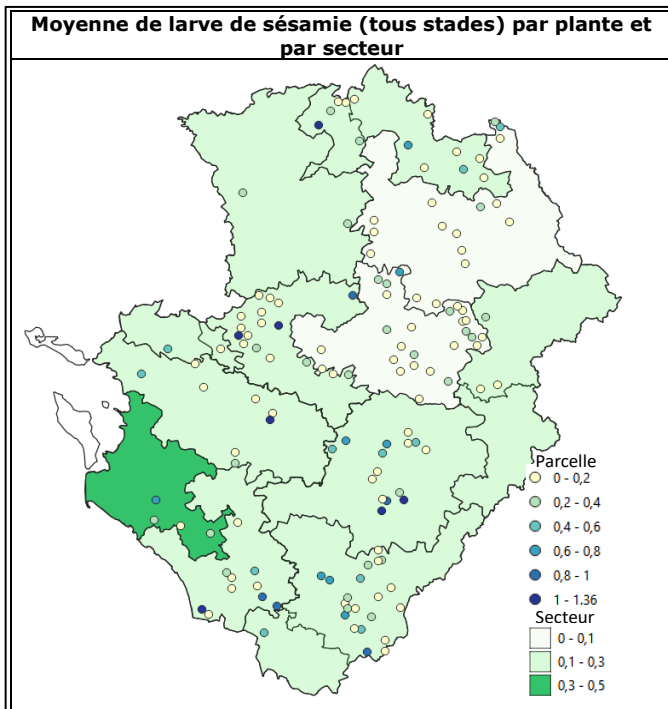 Moyenne de larve de sésamie (tous stades) par plante et
par secteur
Parcelle
0 - 0,2
0,2 - 0,4
0,4 - 0,6
0,6 - 0,8
0,8 - 1
1 - 1.36
Secteur
0 - 0,1
0,1 - 0,3
0,3 - 0,5